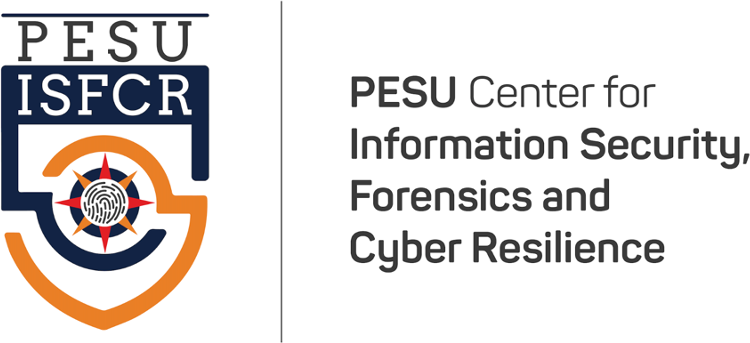 PESU
ISFCR
PESU Center for
Information Security,
Forensics and
Cyber Resilience